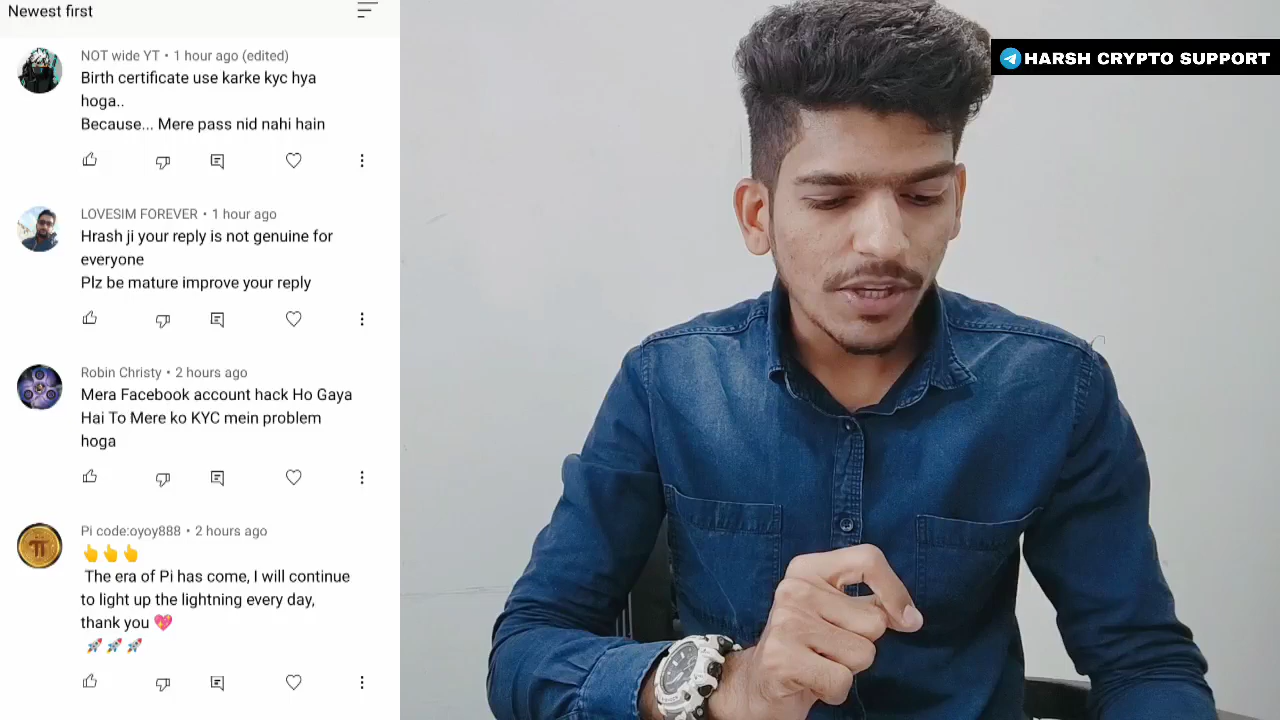 Newest first
NOT wide YT • 1 hour ago (edited)
Birth certificate use karke kyc hya
hoga..
Because... Mere pass nid nahi hain
LOVESIM FOREVER • 1 hour ago
Hrash ji your reply is not genuine for
everyone
Plz be mature improve your reply
Robin Christy • 2 hours ago
Mera Facebook account hack Ho Gaya
Hai To Mere ko KYC mein problem
hoga
Pi code:oyoy888 • 2 hours ago
👆👆👆
The era of Pi has come, I will continue
to light up the lightning every day,
thank you 💖
🚀🚀🚀
HARSH CRYPTO SUPPORT